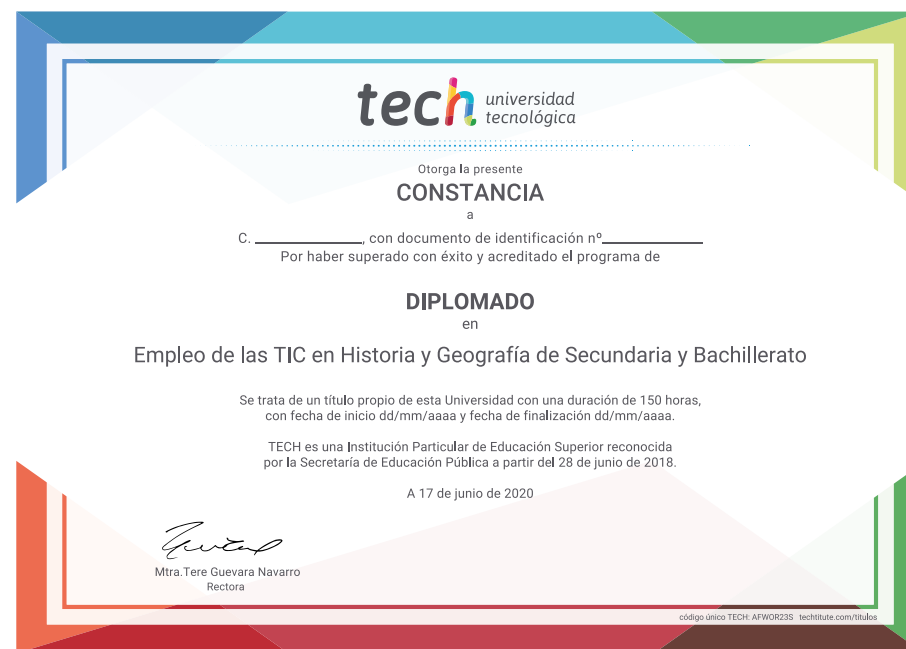 tech universidad
tecnológica
Otorga la presente
CONSTANCIA
a
C. ____________, con documento de identificación nº____________
Por haber superado con éxito y acreditado el programa de
DIPLOMADO
en
Empleo de las TIC en Historia y Geografía de Secundaria y Bachillerato
Se trata de un título propio de esta Universidad con una duración de 150 horas,
con fecha de inicio dd/mm/aaaa y fecha de finalización dd/mm/aaaa.
TECH es una Institución Particular de Educación Superior reconocida
por la Secretaría de Educación Pública a partir del 28 de junio de 2018.
A 17 de junio de 2020
Mtra.Tere Guevara Navarro
Rectora
código único TECH: AFWOR23S techtitute.com/titulos